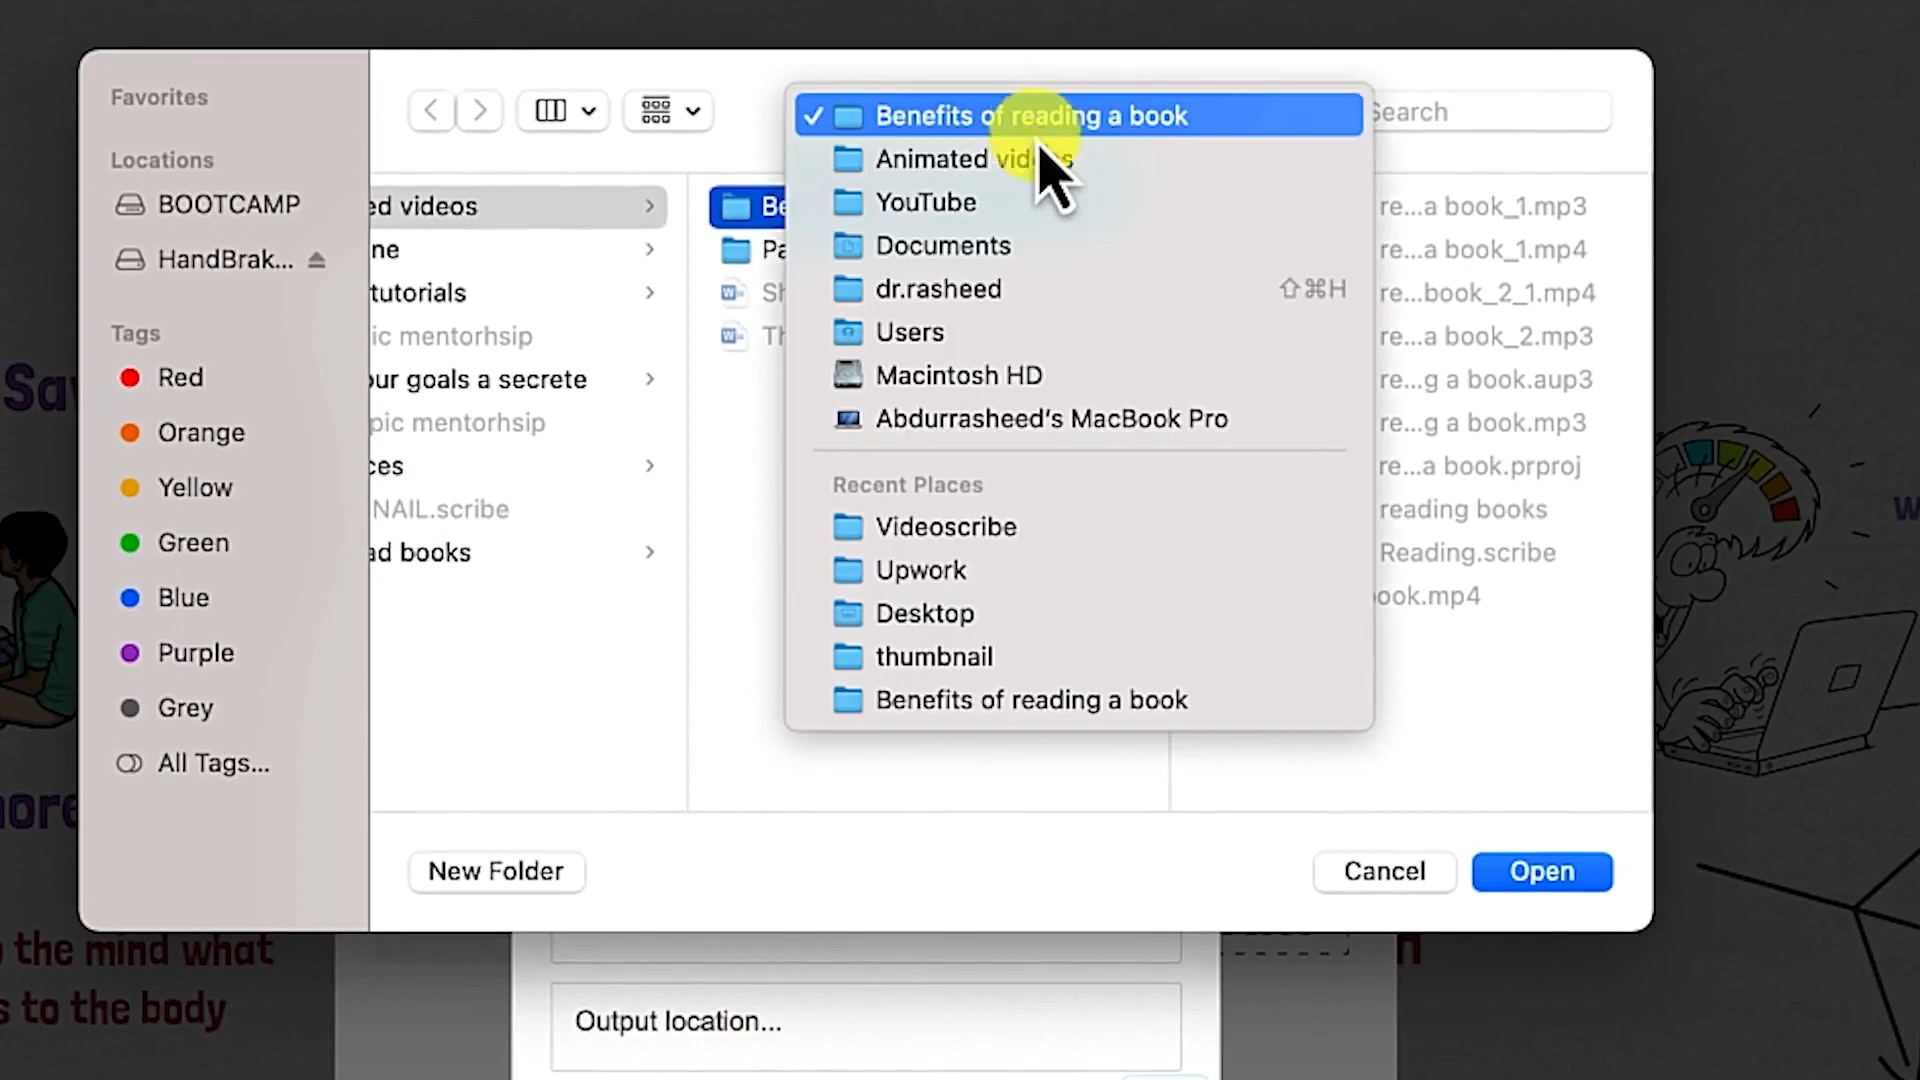 Favorites
Locations
BOOTCAMP
HandBrak...
Tags
Red
Orange
Yellow
Green
Blue
Purple
Grey
All Tags...
ed videos
ne
tutorials
ic mentorhsip
our goals a secrete
pic mentorhsip
ces
NAIL.scribe
ad books
Be
Pa
Sh
Th
Benefits of reading a book
Animated videos
YouTube
Documents
dr.rasheed ⇧⌘H
Users
Macintosh HD
Abdurrasheed's MacBook Pro
Recent Places
Videoscribe
Upwork
Desktop
thumbnail
Benefits of reading a book
Search
re...a book_1.mp3
re...a book_1.mp4
re...book_2_1.mp4
re...a book_2.mp3
re...g a book.aup3
re...g a book.mp3
re...a book.prproj
reading books
Reading.scribe
ook.mp4
New Folder
Cancel
Open
Output location...
the mind what
s to the body